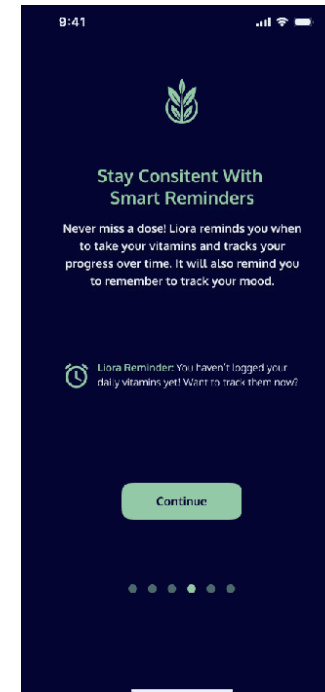 9:41
Stay Consitent With
Smart Reminders
Never miss a dose! Liora reminds you when
to take your vitamins and tracks your
progress over time. It will also remind you
to remember to track your mood.
Liora Reminder: You haven't logged your
daily vitamins yet! Want to track them now?
Continue